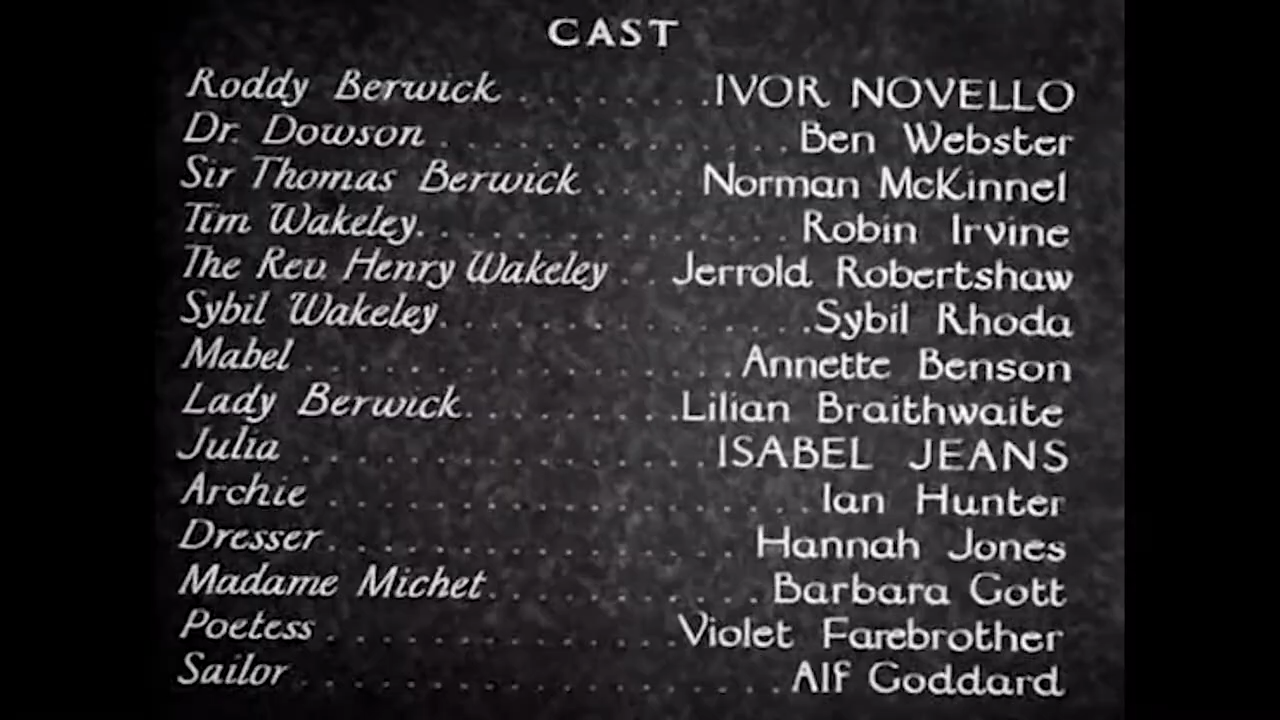 CAST
Roddy Berwick ........IVOR NOVELLO
Dr. Dowson ..............Ben Webster
Sir Thomas Berwick ....Norman McKinnel
Tim Wakeley...............Robin Irvine
The Rev. Henry Wakeley ..Jerrold Robertshaw
Sybil Wakeley...............Sybil Rhoda
Mabel .................Annette Benson
Lady Berwick.........Lilian Braithwaite
Julia ................ISABEL JEANS
Archie ...................Ian Hunter
Dresser................Hannah Jones
Madame Michet...........Barbara Gott
Poetess ..............Violet Farebrother
Sailor ..................Alf Goddard